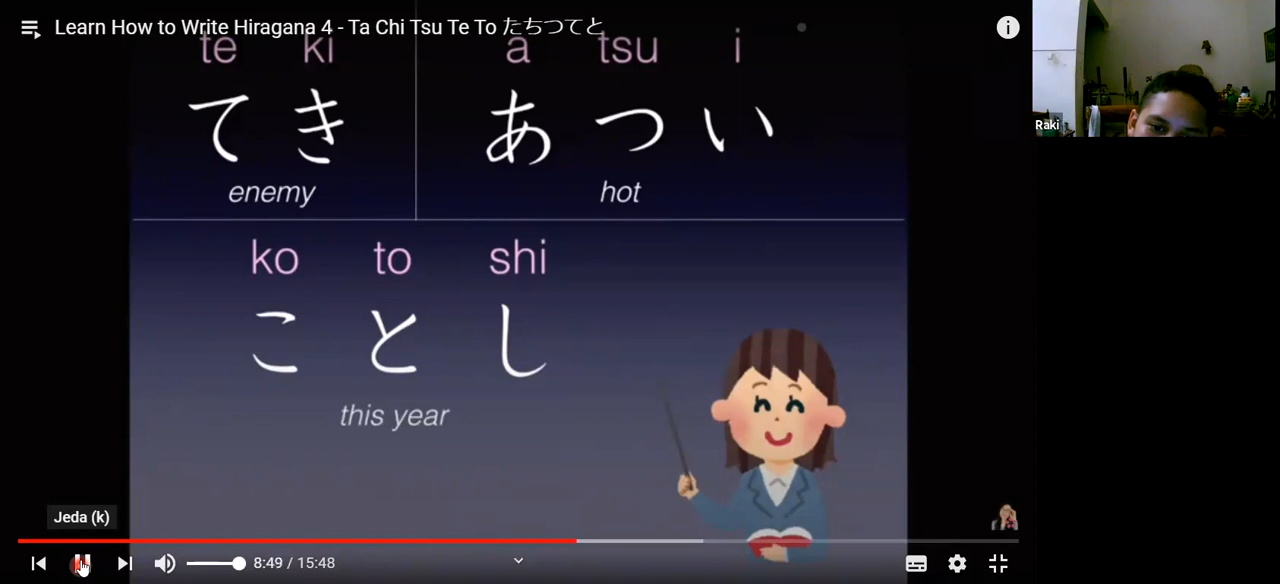 Learn How to Write Hiragana 4 - Ta Chi Tsu Te To たちつてと
te ki
てき
enemy
a tsu i
あつい
hot
ko to shi
ことし
this year
Raki
Jeda (k)
8:49 / 15:48